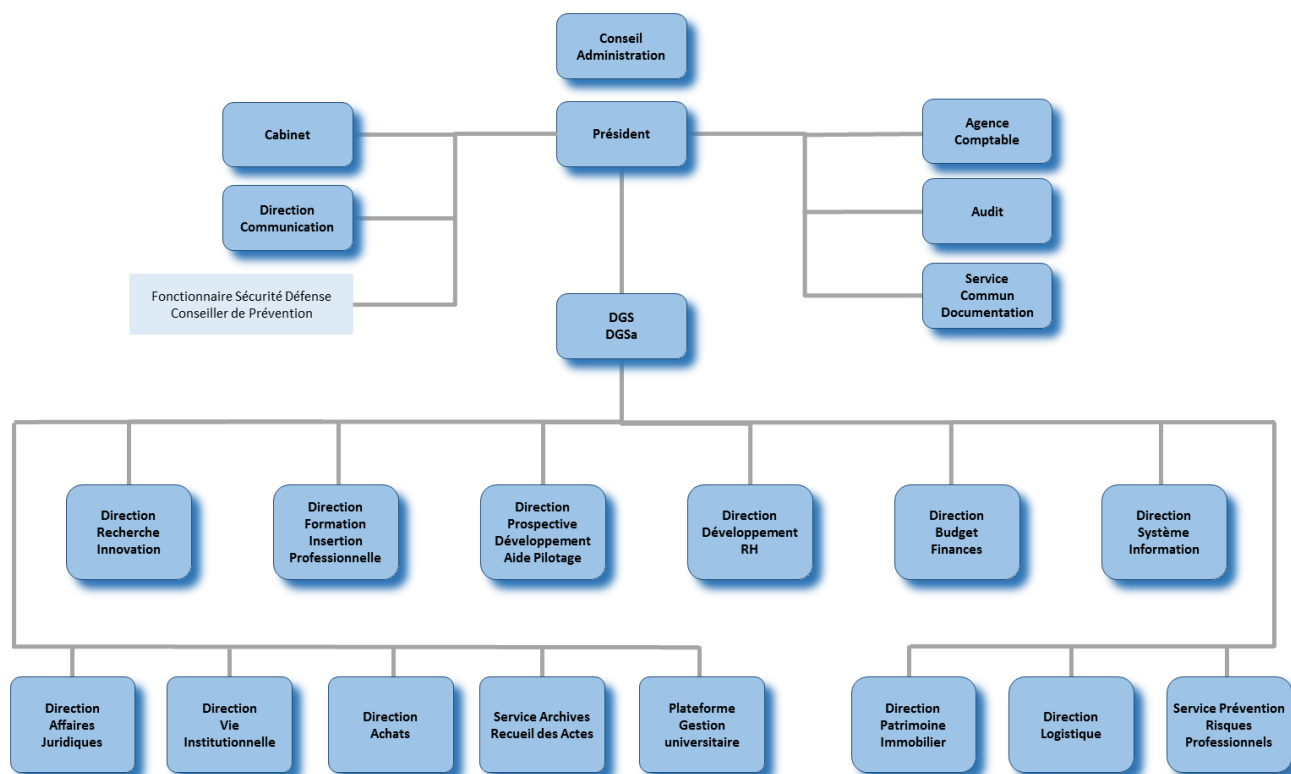 Conseil
Administration
Cabinet
Président
Agence
Comptable
Direction
Communication
Audit
Fonctionnaire Sécurité Défense
Conseiller de Prévention
Service
Commun
Documentation
DGS
DGSa
Direction
Recherche
Innovation
Direction
Formation
Insertion
Professionnelle
Direction
Prospective
Développement
Aide Pilotage
Direction
Développement
RH
Direction
Budget
Finances
Direction
Système
Information
Direction
Affaires
Juridiques
Direction
Vie
Institutionnelle
Direction
Achats
Service Archives
Recueil des Actes
Plateforme
Gestion
universitaire
Direction
Patrimoine
Immobilier
Direction
Logistique
Service Prévention
Risques
Professionnels